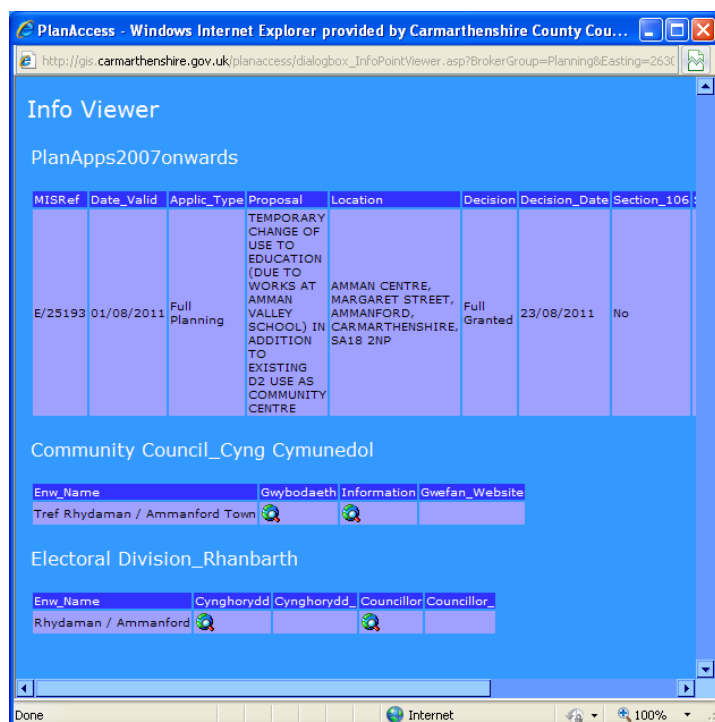 PlanAccess - Windows Internet Explorer provided by Carmarthenshire County Cou...
http://gis.carmarthenshire.gov.uk/planaccess/dialogbox_InfoPointViewer.asp?BrokerGroup=Planning&Easting=2630
Info Viewer
PlanApps2007onwards
MISRef Date_Valid Applic_Type Proposal Location Decision Decision_Date Section_106
TEMPORARY
CHANGE OF
USE TO
EDUCATION
(DUE TO
WORKS AT AMMAN CENTRE,
AMMAN MARGARET STREET,
E/25193 01/08/2011 Full Planning VALLEY SCHOOL) IN AMMANFORD, CARMARTHENSHIRE, Full Granted 23/08/2011 No
ADDITION SA18 2NP
TO
EXISTING
D2 USE AS
COMMUNITY
CENTRE
Community Council_Cyng Cymunedol
Enw_Name Gwybodaeth Information Gwefan_Website
Tref Rhydaman / Ammanford Town
Electoral Division_Rhanbarth
Enw_Name Cynghorydd Cynghorydd_ Councillor Councillor_
Rhydaman / Ammanford
Done Internet 100%